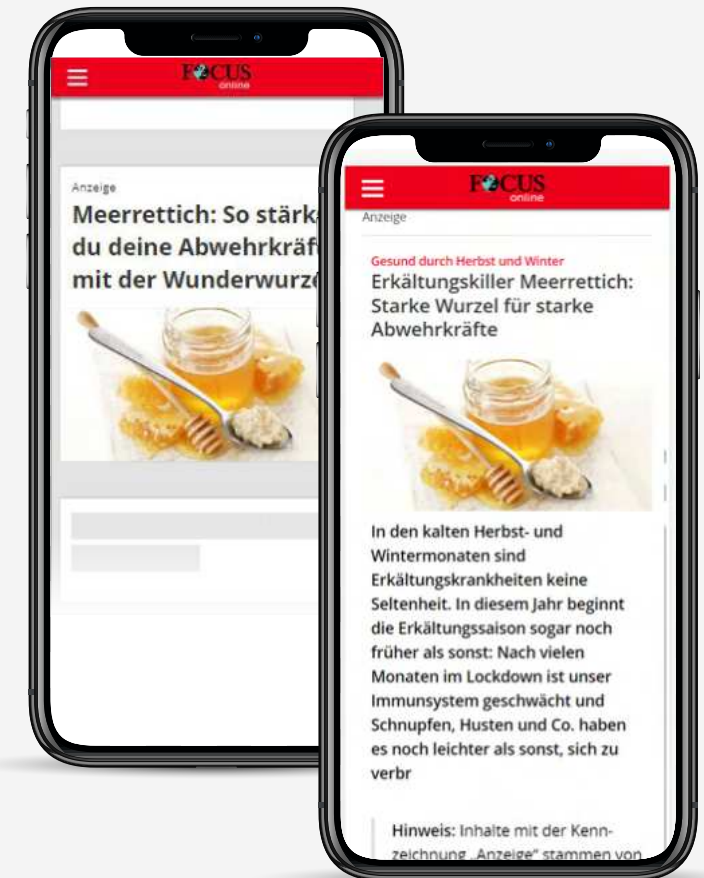 FOCUS
online
Anzeige
Meerrettich: So stärk
du deine Abwehrkräf
mit der Wunderwurze
FOCUS
online
Anzeige
Gesund durch Herbst und Winter
Erkältungskiller Meerrettich:
Starke Wurzel für starke
Abwehrkräfte
In den kalten Herbst- und
Wintermonaten sind
Erkältungskrankheiten keine
Seltenheit. In diesem Jahr beginnt
die Erkältungssaison sogar noch
früher als sonst: Nach vielen
Monaten im Lockdown ist unser
Immunsystem geschwächt und
Schnupfen, Husten und Co. haben
es noch leichter als sonst, sich zu
verbr
Hinweis: Inhalte mit der Kenn-
zeichnung „Anzeige" stammen von